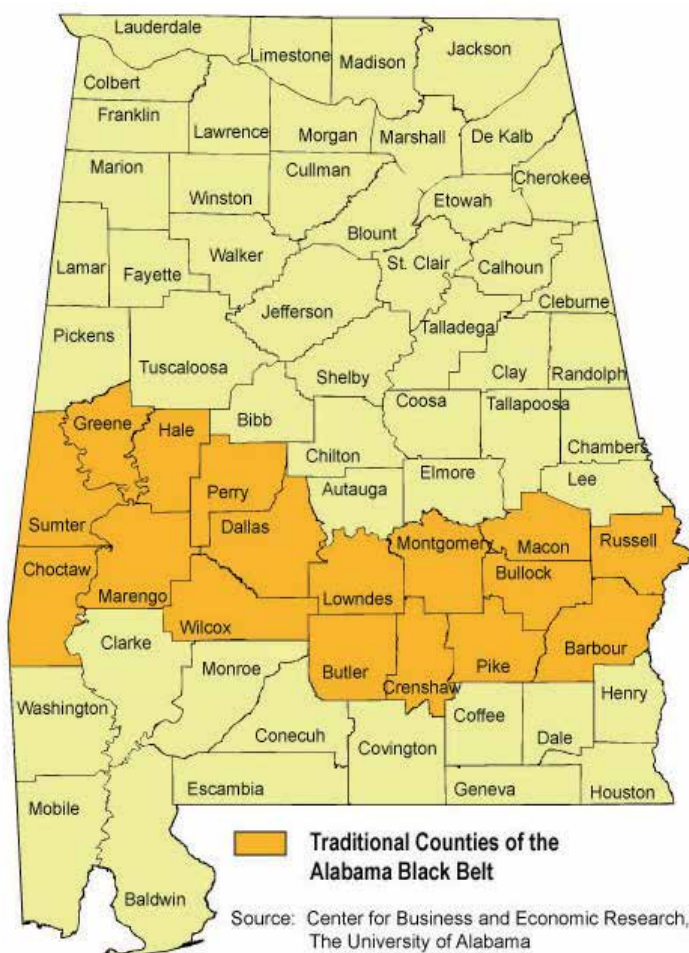 Lauderdale
Limestone
Madison
Jackson
Colbert
Franklin
Lawrence
Morgan
Marshall
De Kalb
Marion
Winston
Cullman
Cherokee
Etowah
Blount
Lamar
Fayette
Walker
St. Clair
Calhoun
Cleburne
Jefferson
Talladega
Pickens
Tuscaloosa
Shelby
Clay
Randolph
Greene
Hale
Bibb
Coosa
Tallapoosa
Chilton
Chambers
Perry
Autauga
Elmore
Lee
Sumter
Dallas
Montgomery
Macon
Russell
Choctaw
Marengo
Lowndes
Bullock
Wilcox
Clarke
Monroe
Butler
Crenshaw
Pike
Barbour
Washington
Henry
Coffee
Conecuh
Covington
Dale
Mobile
Escambia
Geneva
Houston
Baldwin
Traditional Counties of the
Alabama Black Belt
Source: Center for Business and Economic Research,
The University of Alabama